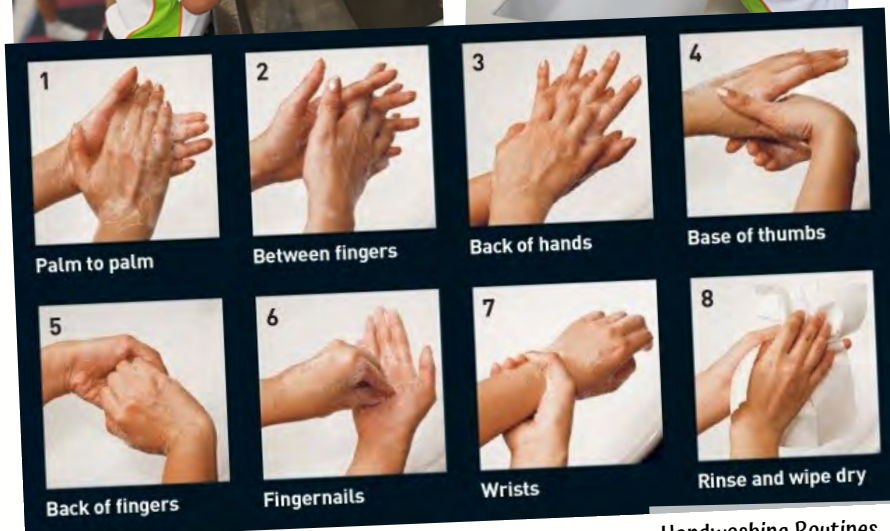 1
Palm to palm
2
Between fingers
3
Back of hands
4
Base of thumbs
5
Back of fingers
6
Fingernails
7
Wrists
8
Rinse and wipe dry
Handwashing Routines